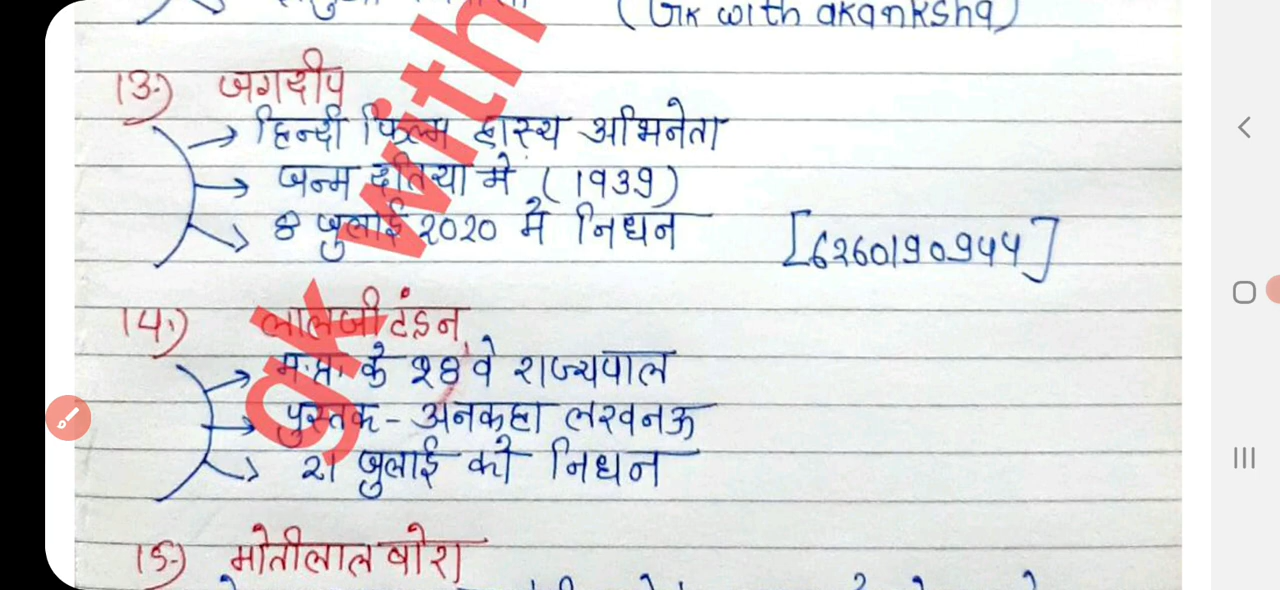 (GK with akanksha)
13.) जगदीप
→ हिन्दी फिल्म हास्य अभिनेता
→ जन्म दतिया में (1939)
→ 8 जुलाई 2020 में निधन
[6260190944]
14.) लालजी टंडन
→ म.प्र. के 28 वे राज्यपाल
→ पुस्तक - अनकहा लखनऊ
→ 21 जुलाई को निधन
15.) मोतीलाल वोरा
gk with